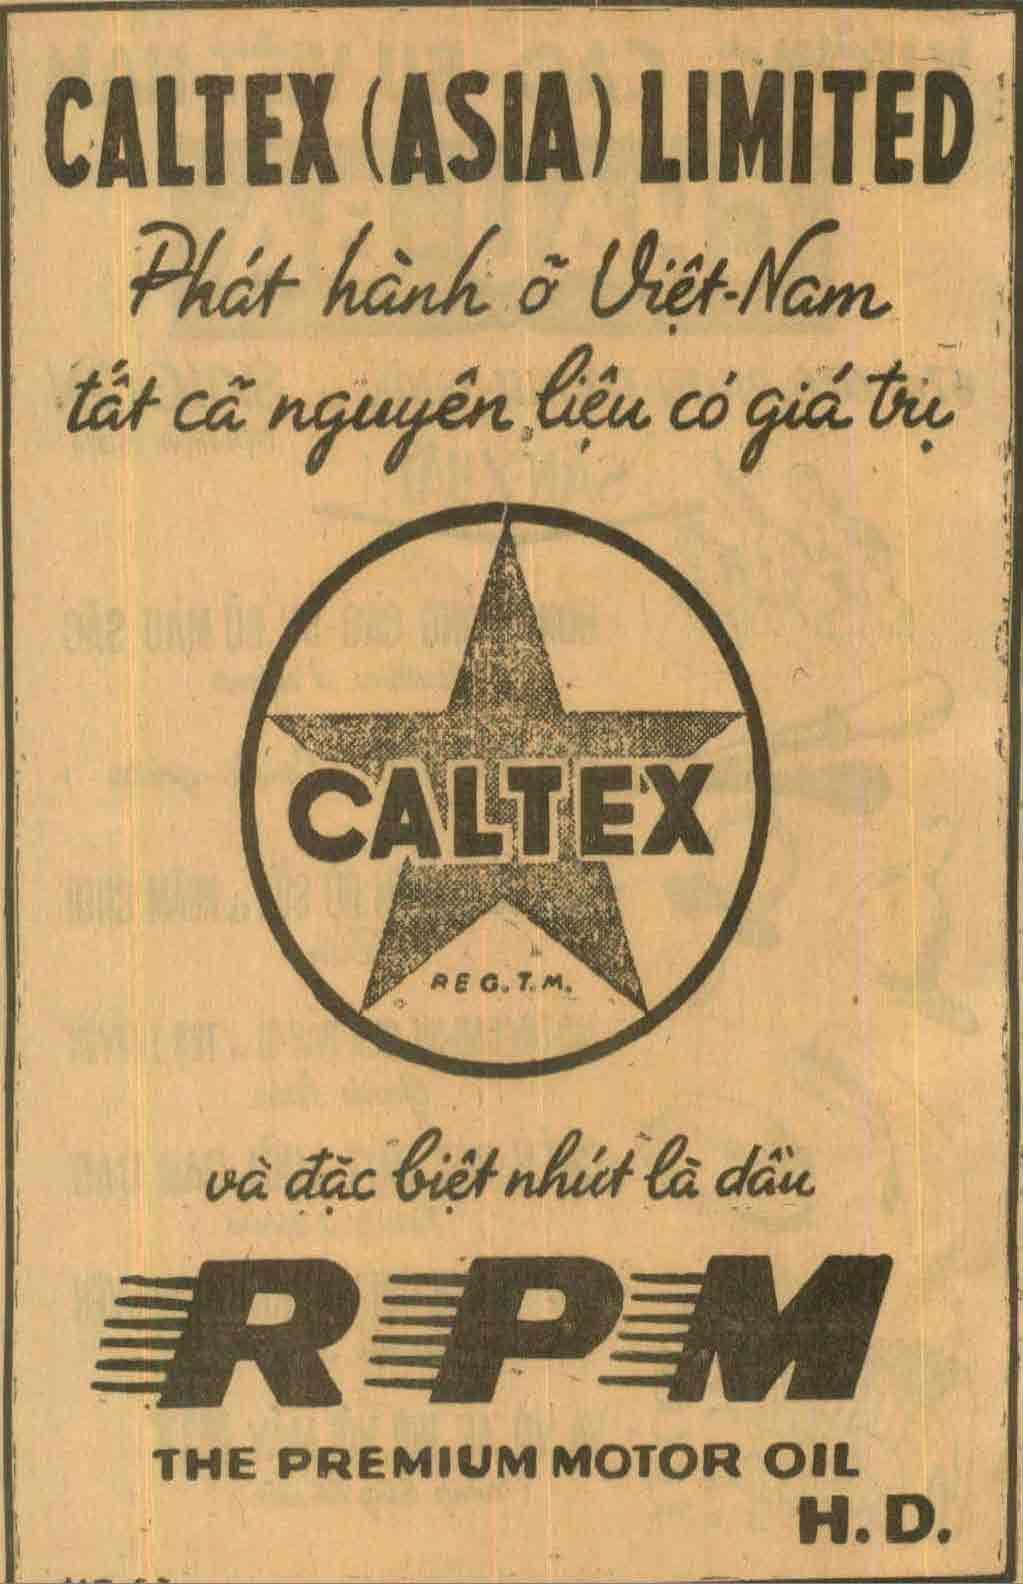 CALTEX (ASIA) LIMITED
Phát hành ỡ Việt-Nam
tất cã nguyên liệu có giá trị
CALTEX
REG. T. M.
và đặc biệt nhứt là dầu
RPM
THE PREMIUM MOTOR OIL
H. D.